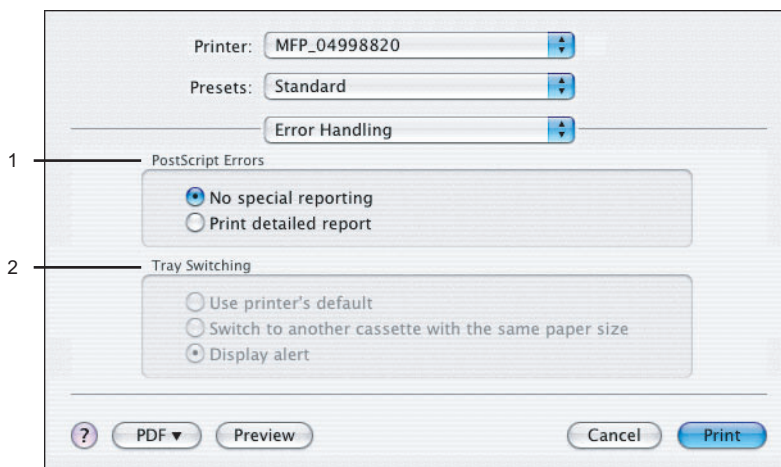 Printer: MFP_04998820
Presets: Standard
Error Handling
1 PostScript Errors
No special reporting
Print detailed report
2 Tray Switching
Use printer's default
Switch to another cassette with the same paper size
Display alert
? PDF ▼ Preview Cancel Print